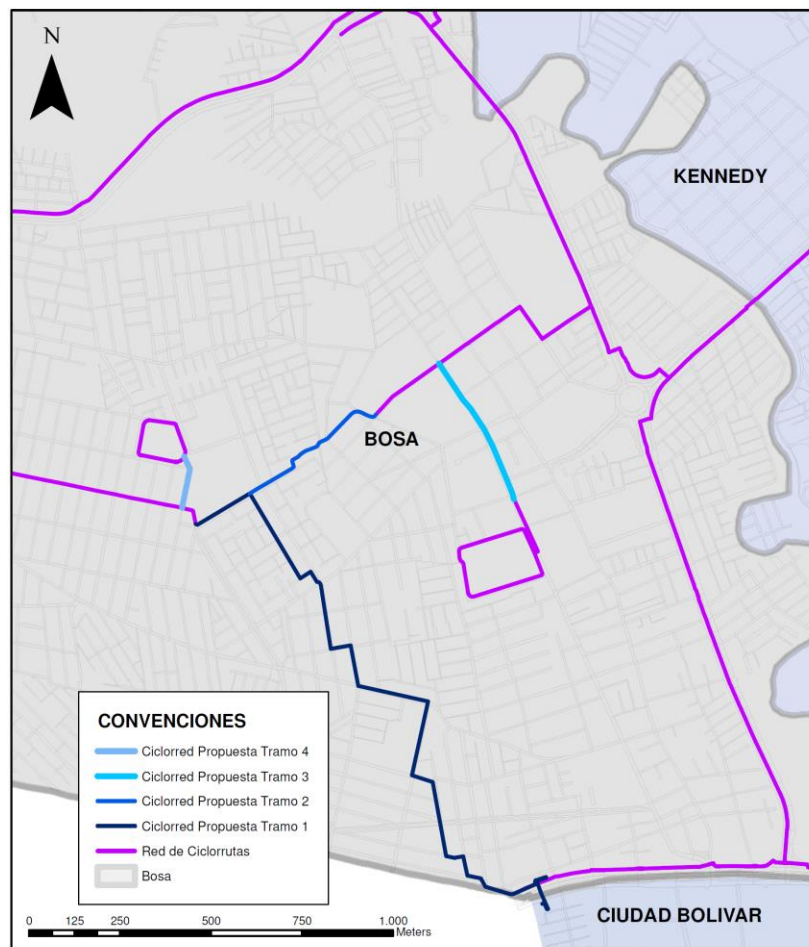 N
KENNEDY
BOSA
CONVENCIONES
Ciclorred Propuesta Tramo 4
Ciclorred Propuesta Tramo 3
Ciclorred Propuesta Tramo 2
Ciclorred Propuesta Tramo 1
Red de Ciclorrutas
Bosa
0 125 250 500 750 1.000
Meters
CIUDAD BOLIVAR